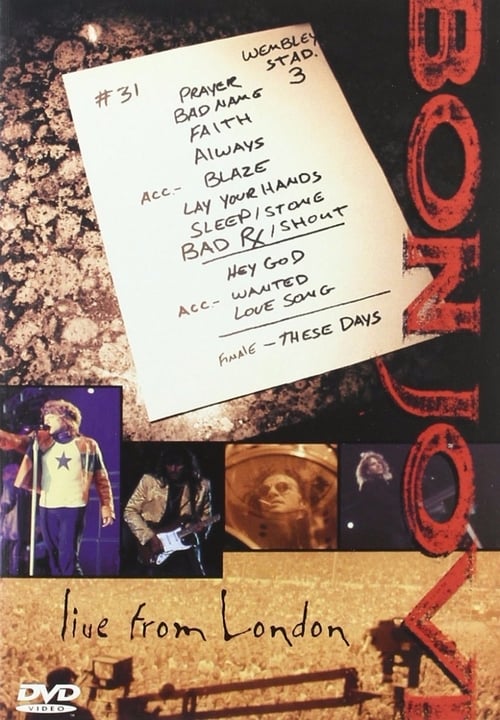 WEMBLEY
STAD.
3
#31
PRAYER
BAD NAME
FAITH
ALWAYS
ACC.- BLAZE
LAY YOUR HANDS
SLEEP/STONE
BAD Rx/SHOUT
HEY GOD
ACC- WANTED
LOVE SONG
FINALE - THESE DAYS
BON JOVI
live from London
DVD
VIDEO